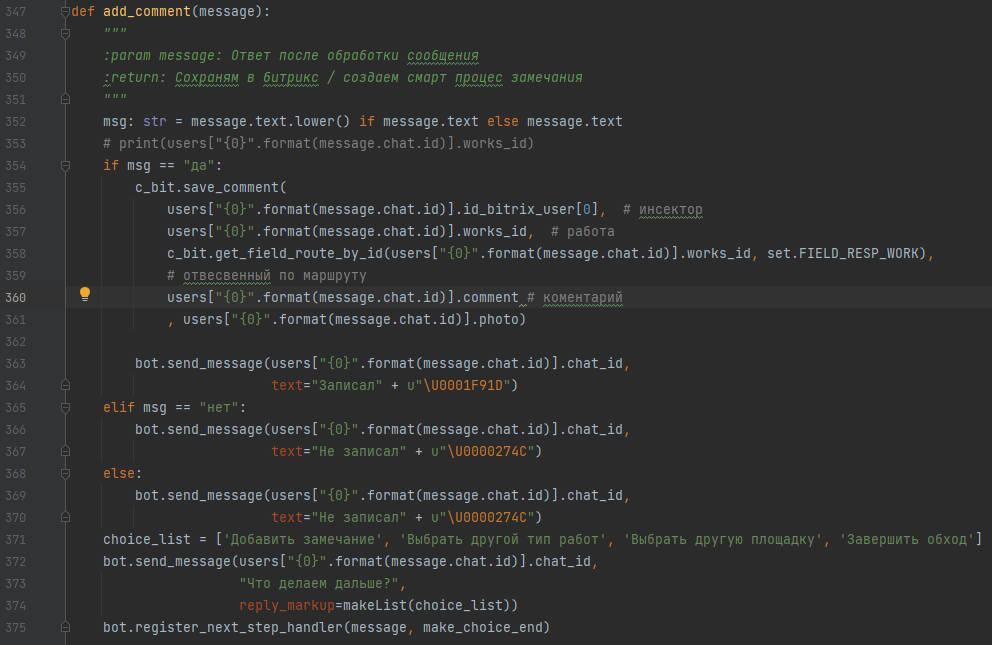 347 def add_comment(message):
348     """
349     :param message: Ответ после обработки сообщения
350     :return: Сохраням в битрикс / создаем смарт процес замечания
351     """
352     msg: str = message.text.lower() if message.text else message.text
353     # print(users["{0}".format(message.chat.id)].works_id)
354     if msg == "да":
355         c_bit.save_comment(
356             users["{0}".format(message.chat.id)].id_bitrix_user[0],  # инсектор
357             users["{0}".format(message.chat.id)].works_id,  # работа
358             c_bit.get_field_route_by_id(users["{0}".format(message.chat.id)].works_id, set.FIELD_RESP_WORK),
359             # отвесвенный по маршруту
360             users["{0}".format(message.chat.id)].comment # коментарий
361             , users["{0}".format(message.chat.id)].photo)
362
363         bot.send_message(users["{0}".format(message.chat.id)].chat_id,
364                          text="Записал" + u"\U0001F91D")
365     elif msg == "нет":
366         bot.send_message(users["{0}".format(message.chat.id)].chat_id,
367                          text="Не записал" + u"\U0000274C")
368     else:
369         bot.send_message(users["{0}".format(message.chat.id)].chat_id,
370                          text="Не записал" + u"\U0000274C")
371     choice_list = ['Добавить замечание', 'Выбрать другой тип работ', 'Выбрать другую площадку', 'Завершить обход']
372     bot.send_message(users["{0}".format(message.chat.id)].chat_id,
373                      "Что делаем дальше?",
374                      reply_markup=makeList(choice_list))
375     bot.register_next_step_handler(message, make_choice_end)